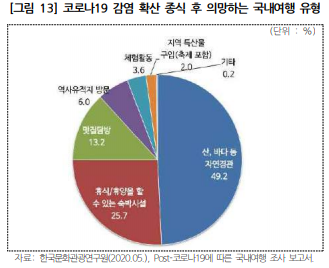 [그림 13] 코로나19 감염 확산 종식 후 희망하는 국내여행 유형
(단위 : %)
지역 특산물
구입(축제 포함)
2.0
기타
0.2
체험활동
3.6
역사유적지 방문
6.0
맛집탐방
13.2
산, 바다 등
자연경관
49.2
휴식/휴양을 할
수 있는 숙박시설
25.7
자료: 한국문화관광연구원(2020.05.), Post-코로나19에 따른 국내여행 조사 보고서.